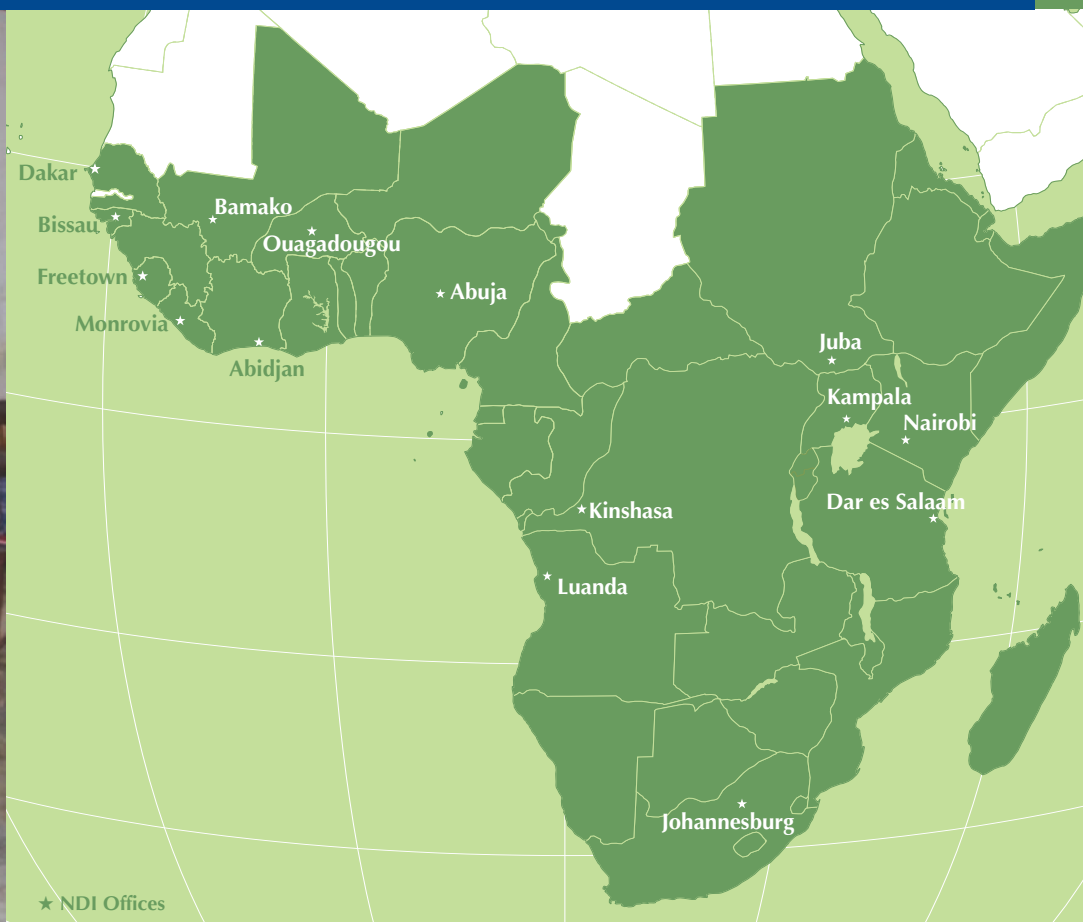 Dakar
Bamako
Bissau
Ouagadougou
Freetown
Abuja
Monrovia
Juba
Abidjan
Kampala
Nairobi
Dar es Salaam
Kinshasa
Luanda
Johannesburg
★ NDI Offices